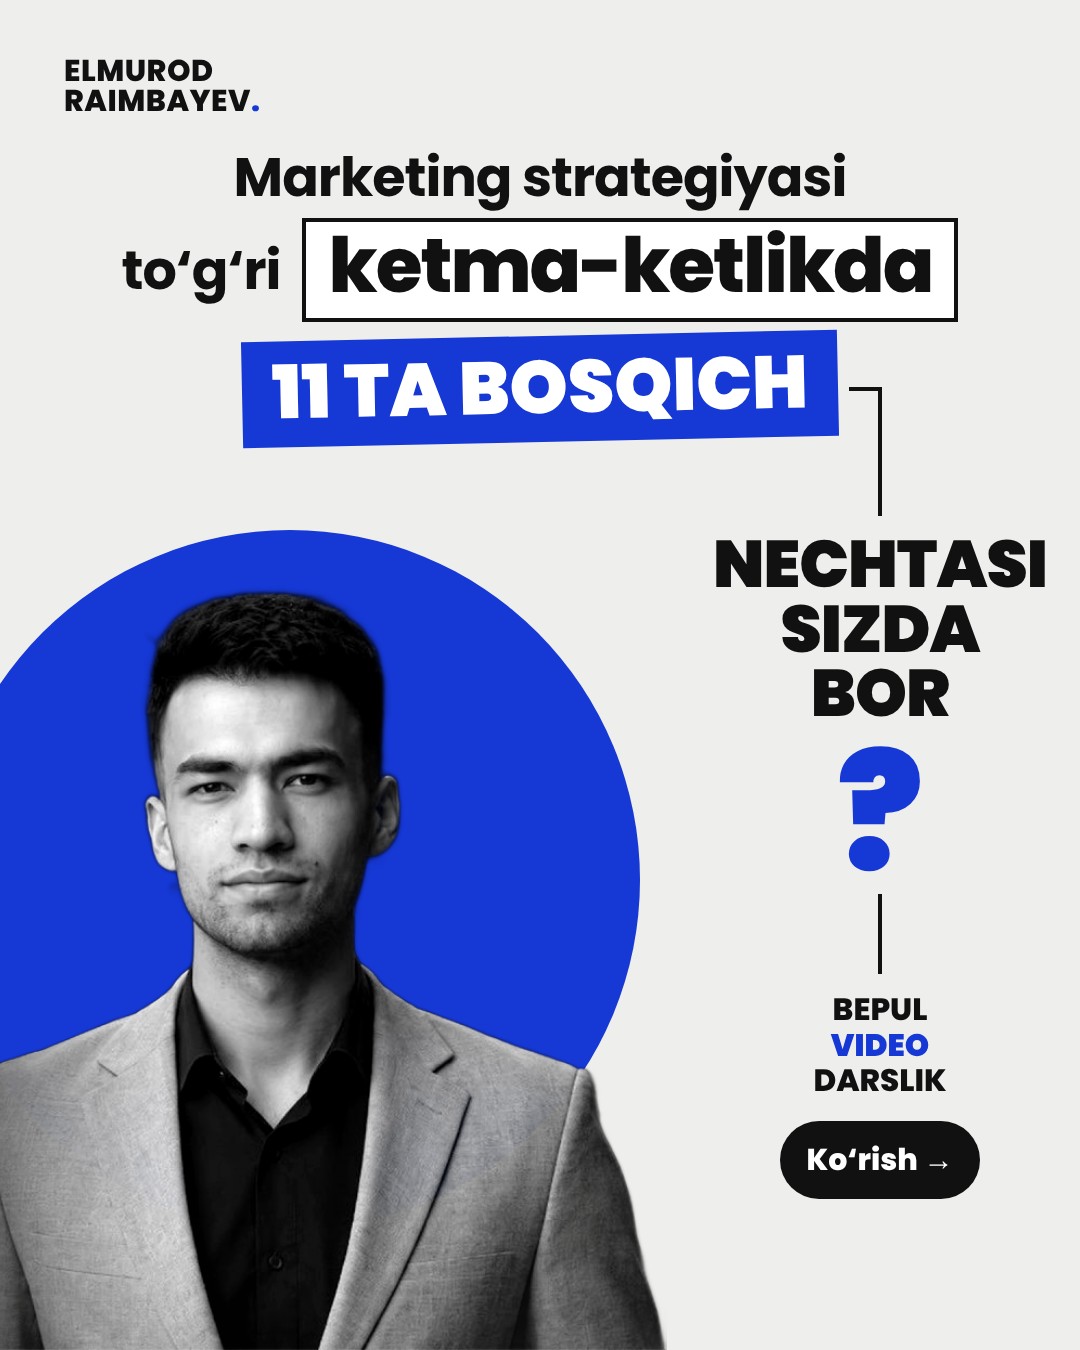 ELMUROD
RAIMBAYEV.
Marketing strategiyasi
to‘g‘ri ketma-ketlikda
11 TA BOSQICH
NECHTASI
SIZDA
BOR
?
BEPUL
VIDEO
DARSLIK
Ko‘rish →